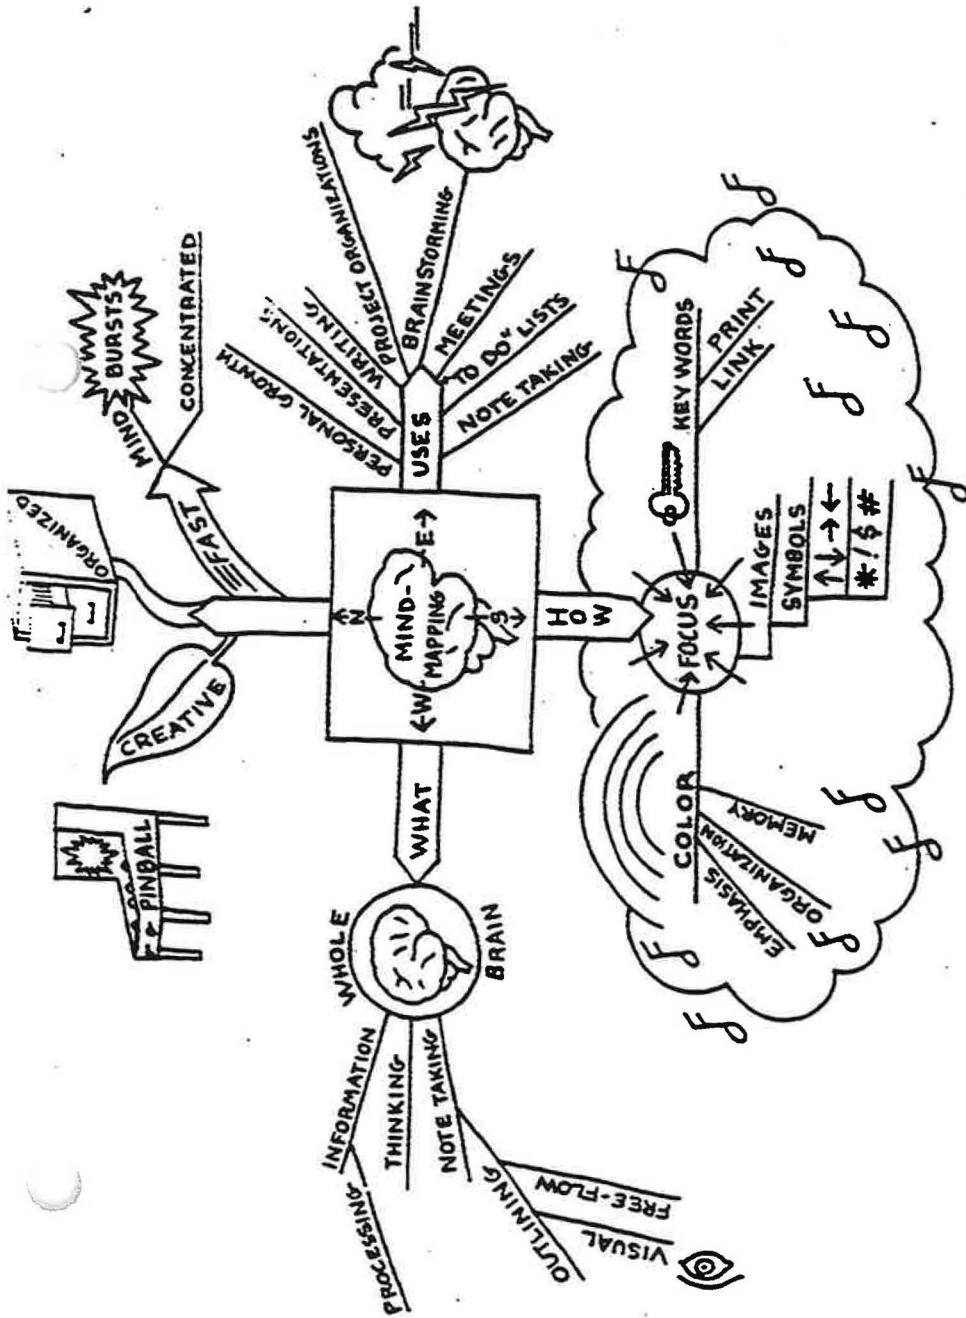 MIND-
MAPPING
N
E
S
W
WHAT
WHOLE
BRAIN
INFORMATION
PROCESSING
THINKING
NOTE TAKING
OUTLINING
VISUAL
FREE-FLOW
PINBALL
CREATIVE
ORGANIZED
FAST
MIND
BURSTS
CONCENTRATED
USES
PERSONAL GROWTH
PRESENTATIONS
WRITING
PROJECT ORGANIZATIONS
BRAINSTORMING
MEETINGS
"TO DO" LISTS
NOTE TAKING
HOW
FOCUS
COLOR
EMPHASIS
ORGANIZATION
MEMORY
IMAGES
SYMBOLS
↑↓→←
*!$#
KEY WORDS
LINK
PRINT